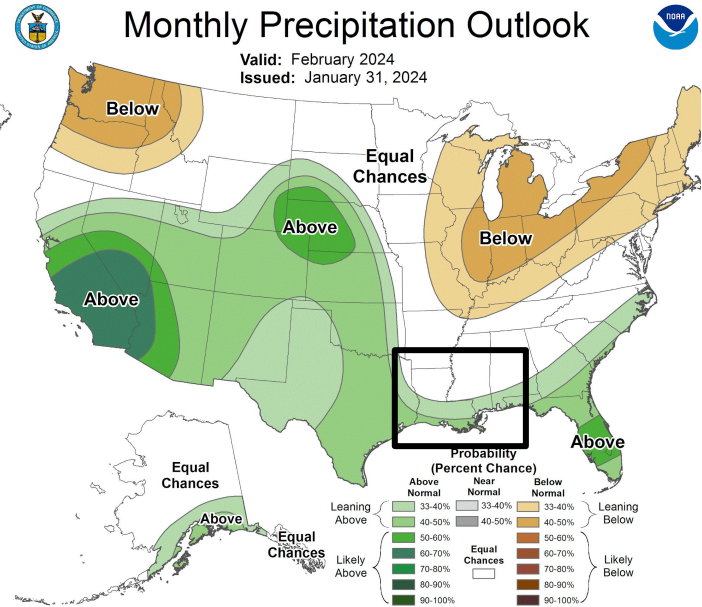 Monthly Precipitation Outlook
NOAA
Valid: February 2024
Issued: January 31, 2024
Below
Equal
Chances
Above
Below
Above
Above
Equal
Chances
Above
Equal
Chances
Probability
(Percent Chance)
Above
Normal
Near
Normal
Below
Normal
Leaning
Above
33-40% 33-40% 33-40%
40-50% 40-50% 40-50%
Leaning
Below
Likely
Above
50-60% 50-60%
60-70% 60-70%
70-80% 70-80%
80-90% 80-90%
90-100% 90-100%
Equal
Chances
Likely
Below